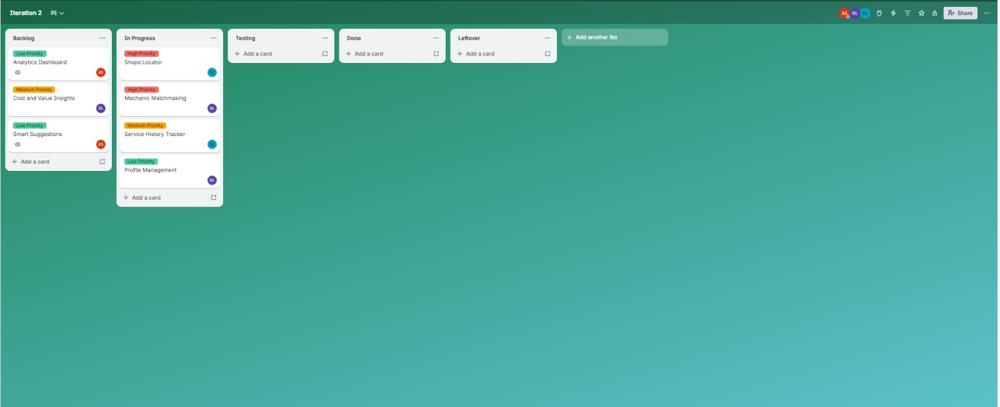 Iteration 2
AS RL SL Share
Backlog
Low Priority
Analytics Dashboard
AS
Medium Priority
Cost and Value Insights
RL
Low Priority
Smart Suggestions
AS
Add a card
In Progress
High Priority
Shops Locator
SL
High Priority
Mechanic Matchmaking
RL
Medium Priority
Service History Tracker
SL
Low Priority
Profile Management
RL
Add a card
Testing
Add a card
Done
Add a card
Leftover
Add a card
Add another list